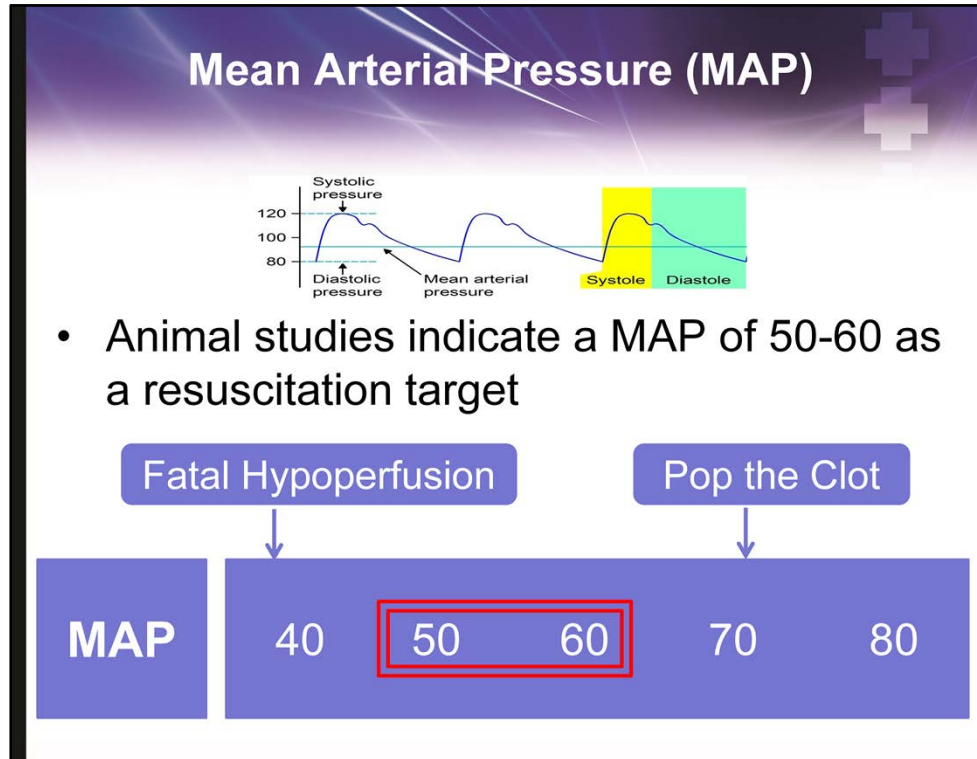 Mean Arterial Pressure (MAP)
Systolic
pressure
120
100
80
Diastolic
pressure
Mean arterial
pressure
Systole
Diastole
• Animal studies indicate a MAP of 50-60 as
a resuscitation target
Fatal Hypoperfusion
Pop the Clot
MAP 40 50 60 70 80